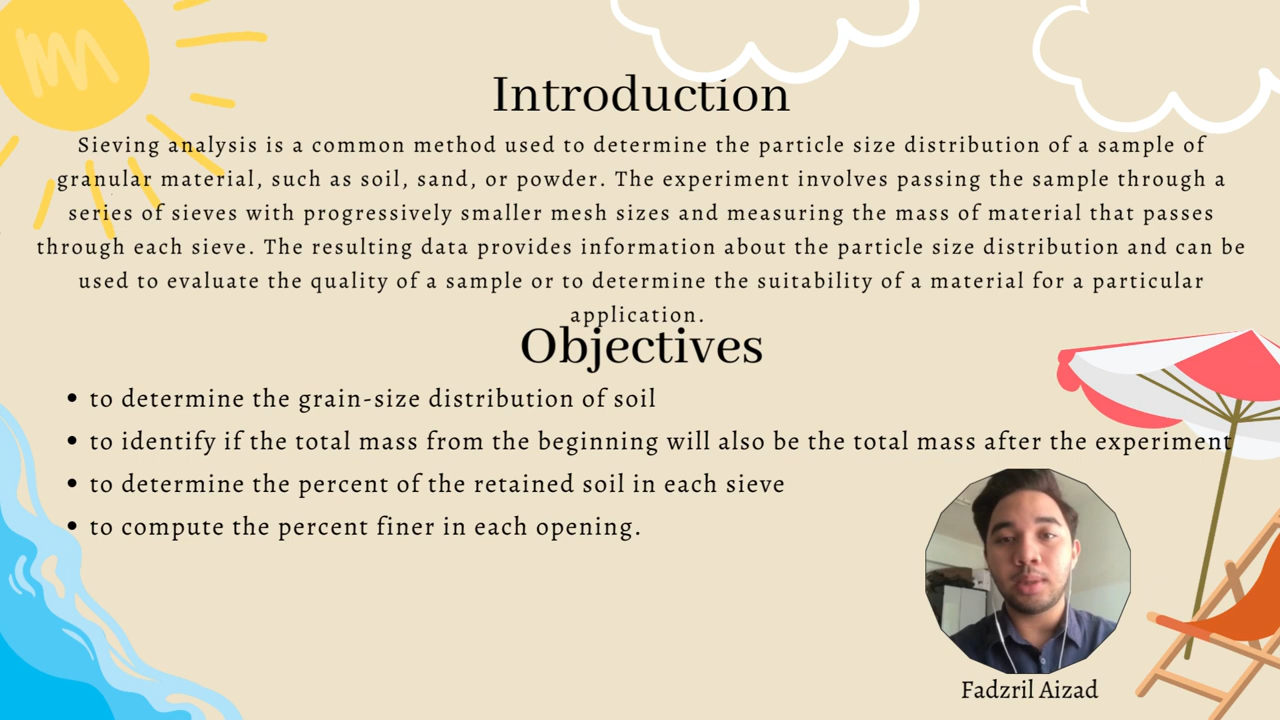 Introduction
Sieving analysis is a common method used to determine the particle size distribution of a sample of
granular material, such as soil, sand, or powder. The experiment involves passing the sample through a
series of sieves with progressively smaller mesh sizes and measuring the mass of material that passes
through each sieve. The resulting data provides information about the particle size distribution and can be
used to evaluate the quality of a sample or to determine the suitability of a material for a particular
application.
Objectives
• to determine the grain-size distribution of soil
• to identify if the total mass from the beginning will also be the total mass after the experiment
• to determine the percent of the retained soil in each sieve
• to compute the percent finer in each opening.
Fadzril Aizad